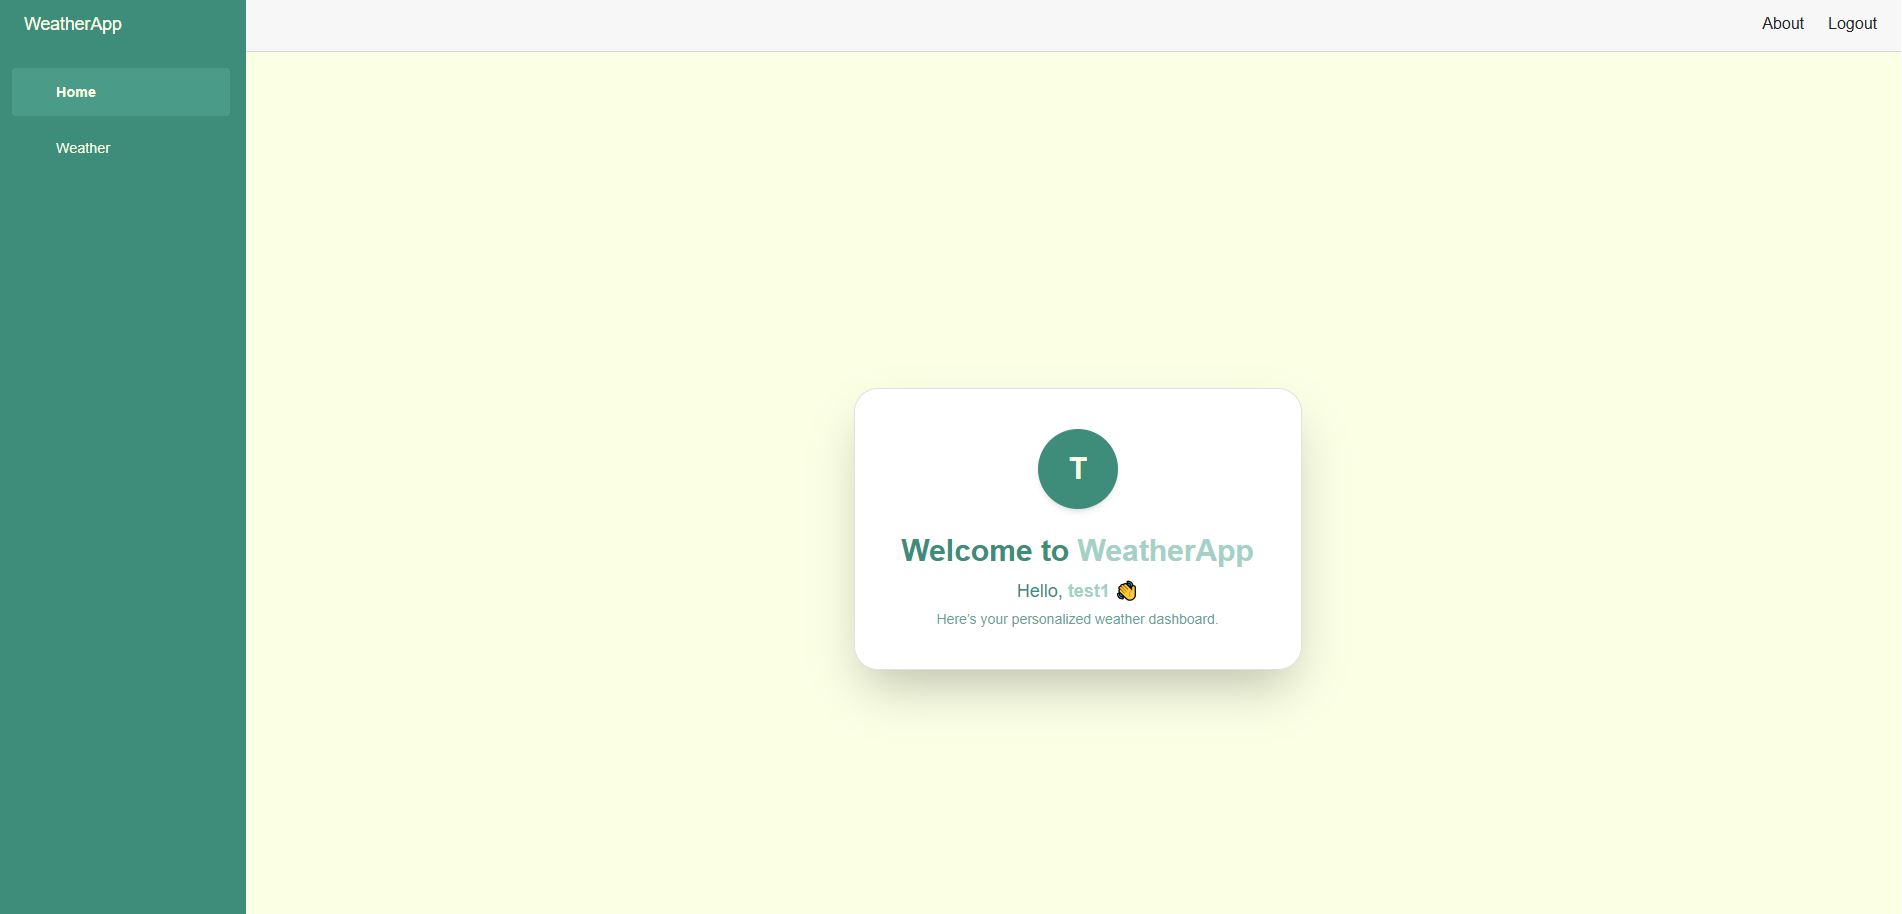 WeatherApp
About Logout
Home
Weather
T
Welcome to WeatherApp
Hello, test1 👋
Here's your personalized weather dashboard.